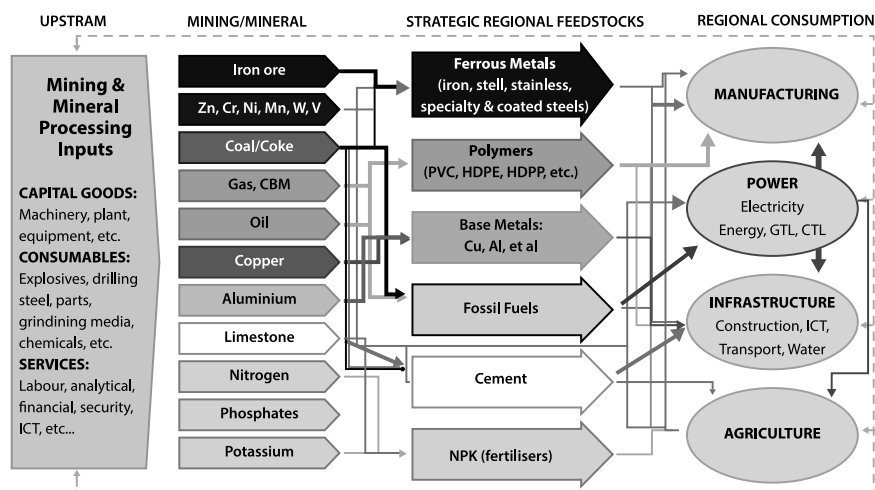 UPSTRAM
MINING/MINERAL
STRATEGIC REGIONAL FEEDSTOCKS
REGIONAL CONSUMPTION
Mining &
Mineral
Processing
Inputs
CAPITAL GOODS:
Machinery, plant,
equipment, etc.
CONSUMABLES:
Explosives, drilling
steel, parts,
grindining media,
chemicals, etc.
SERVICES:
Labour, analytical,
financial, security,
ICT, etc...
Iron ore
Zn, Cr, Ni, Mn, W, V
Coal/Coke
Gas, CBM
Oil
Copper
Aluminium
Limestone
Nitrogen
Phosphates
Potassium
Ferrous Metals
(iron, stell, stainless,
specialty & coated steels)
Polymers
(PVC, HDPE, HDPP, etc.)
Base Metals:
Cu, Al, et al
Fossil Fuels
Cement
NPK (fertilisers)
MANUFACTURING
POWER
Electricity
Energy, GTL, CTL
INFRASTRUCTURE
Construction, ICT,
Transport, Water
AGRICULTURE